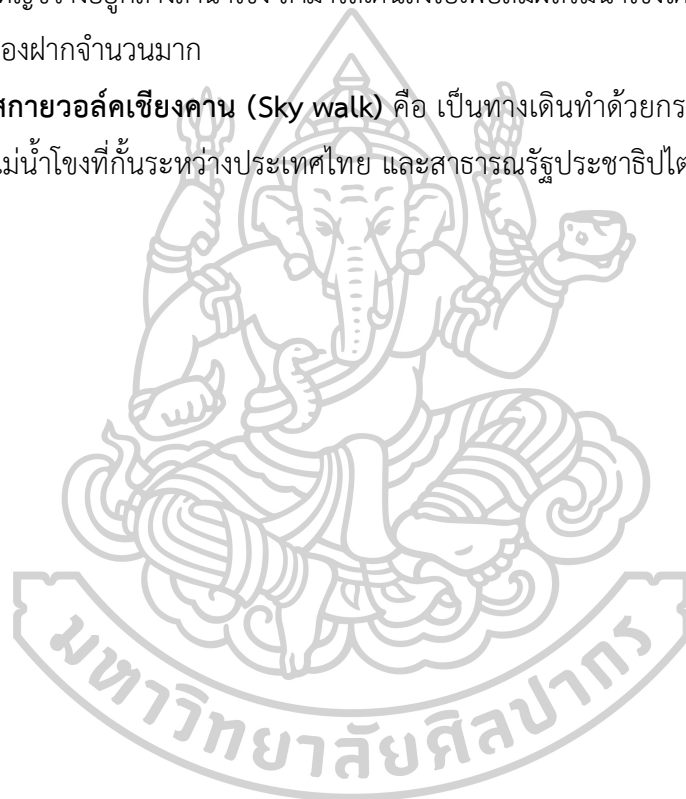 องฝากจำนวนมาก
สกายวอล์คเชียงคาน (Sky walk) คือ เป็นทางเดินทำด้วยกร
แม่น้ำโขงที่กั้นระหว่างประเทศไทย และสาธารณรัฐประชาธิปไต
มหาวิทยาลัยศิลปากร